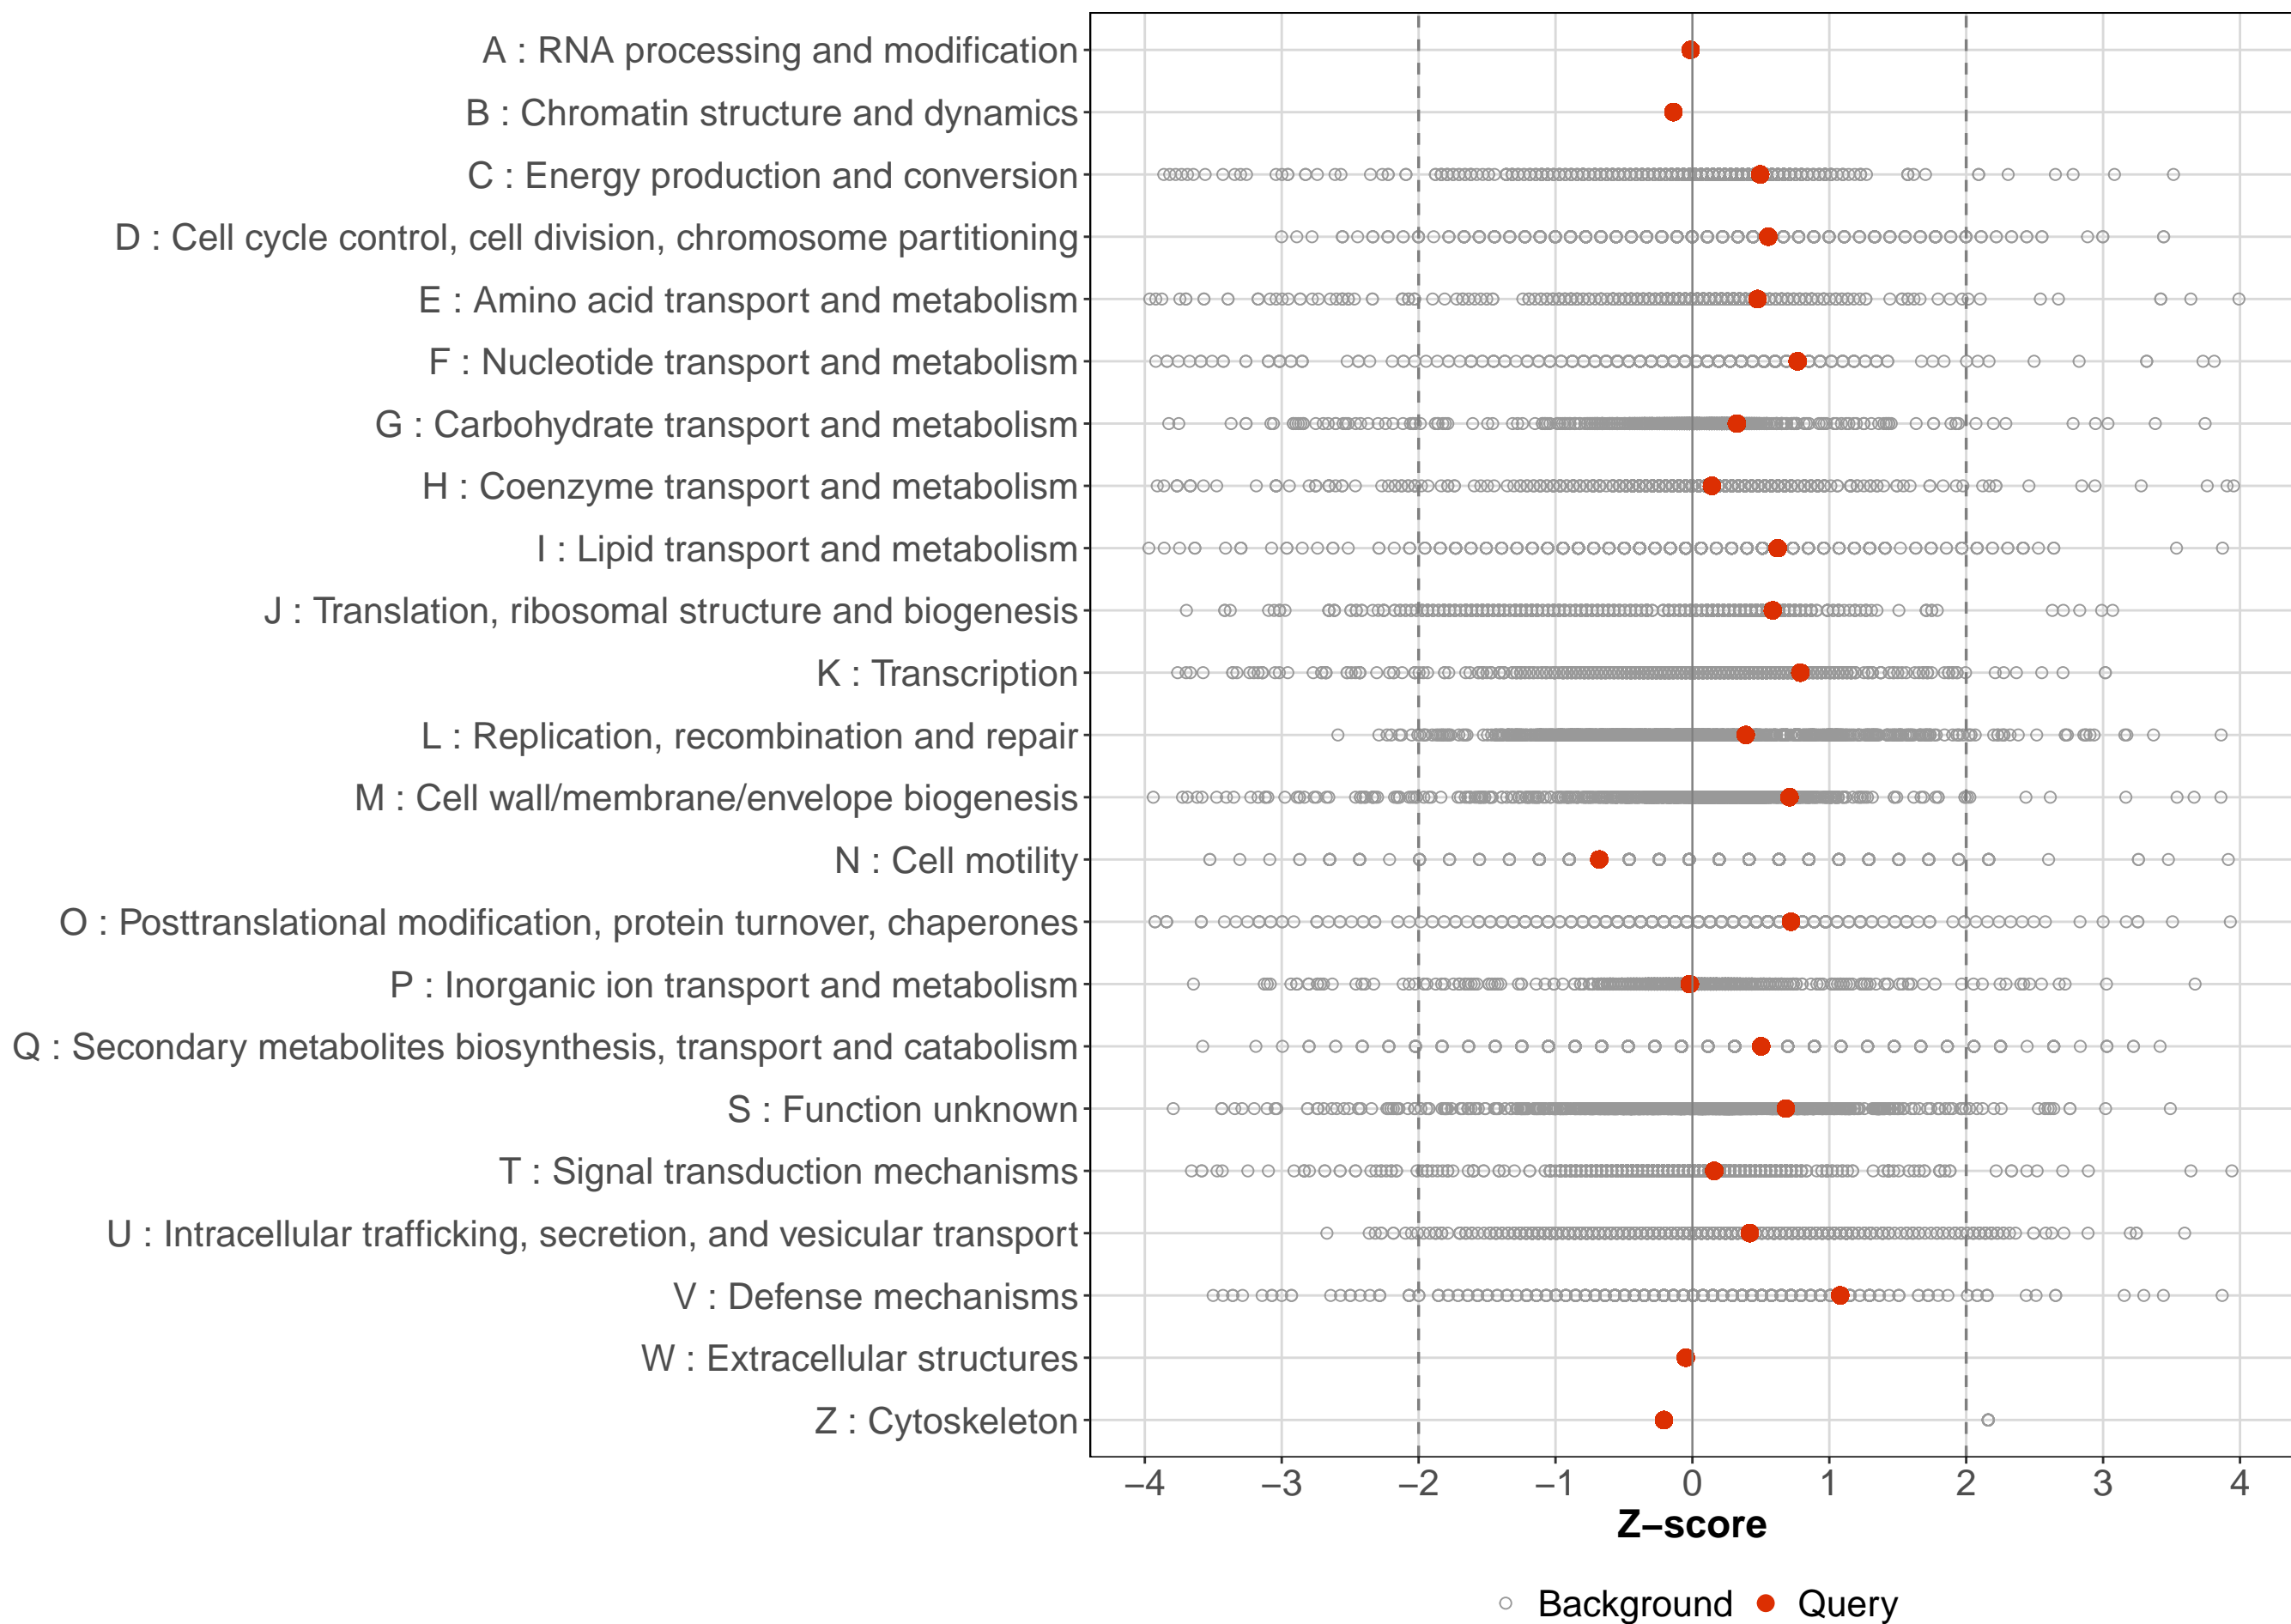 A : RNA processing and modification
B : Chromatin structure and dynamics
C : Energy production and conversion
D : Cell cycle control, cell division, chromosome partitioning
E : Amino acid transport and metabolism
F : Nucleotide transport and metabolism
G : Carbohydrate transport and metabolism
H : Coenzyme transport and metabolism
I : Lipid transport and metabolism
J : Translation, ribosomal structure and biogenesis
K : Transcription
L : Replication, recombination and repair
M : Cell wall/membrane/envelope biogenesis
N : Cell motility
O : Posttranslational modification, protein turnover, chaperones
P : Inorganic ion transport and metabolism
Q : Secondary metabolites biosynthesis, transport and catabolism
S : Function unknown
T : Signal transduction mechanisms
U : Intracellular trafficking, secretion, and vesicular transport
V : Defense mechanisms
W : Extracellular structures
Z : Cytoskeleton
−4 −3 −2 −1 0 1 2 3 4
Z−score
Background Query